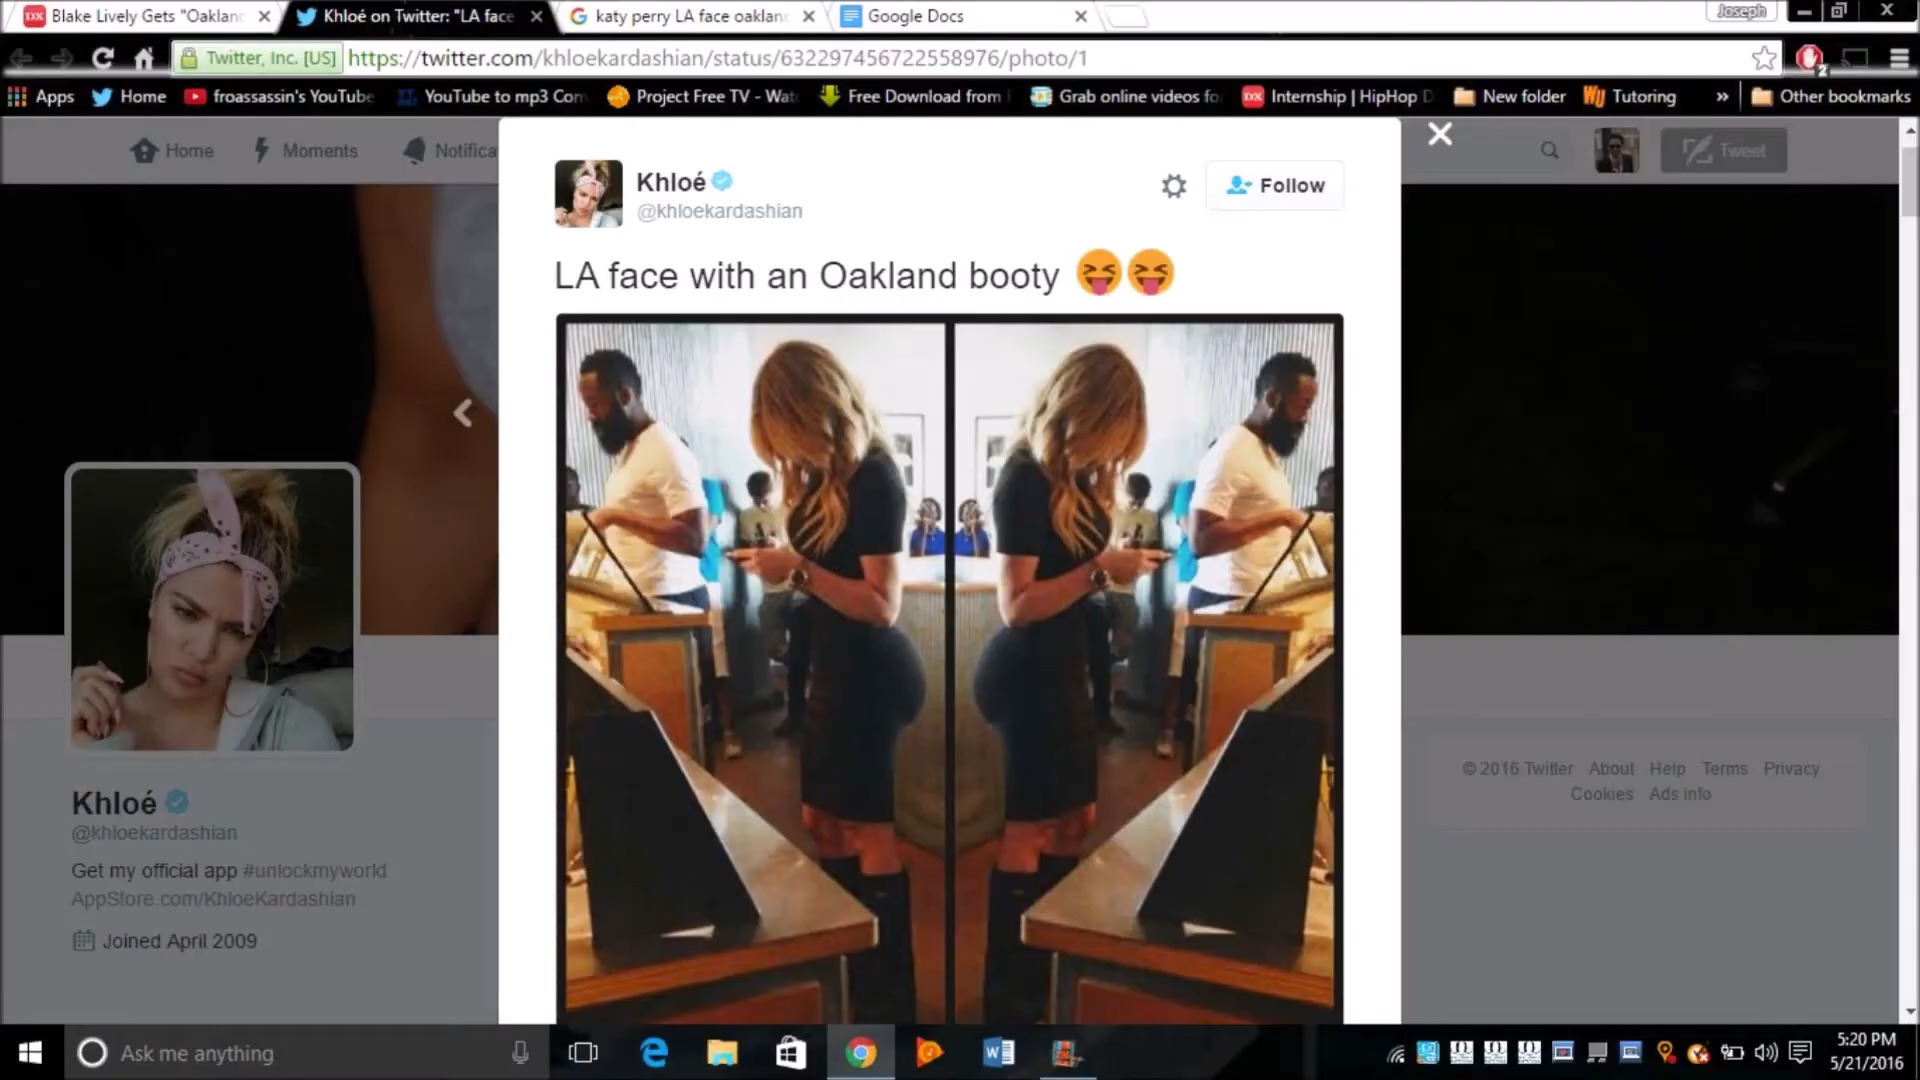 Blake Lively Gets "Oakland
Khloé on Twitter: "LA face
katy perry LA face oakland
Google Docs
Joseph
Twitter, Inc. [US]
https://twitter.com/khloekardashian/status/632297456722558976/photo/1
2
Apps
Home
froassassin's YouTube
YouTube to mp3 Con
Project Free TV - Wat
Free Download from
Grab online videos fo
DX
Internship | HipHop D
New folder
Tutoring
»
Other bookmarks
Home
Moments
Notifica
Tweet
Khloé
@khloekardashian
Follow
LA face with an Oakland booty 😝😝
Khloé
@khloekardashian
Get my official app #unlockmyworld
AppStore.com/KhloeKardashian
Joined April 2009
© 2016 Twitter About Help Terms Privacy
Cookies Ads info
Ask me anything
5:20 PM
5/21/2016